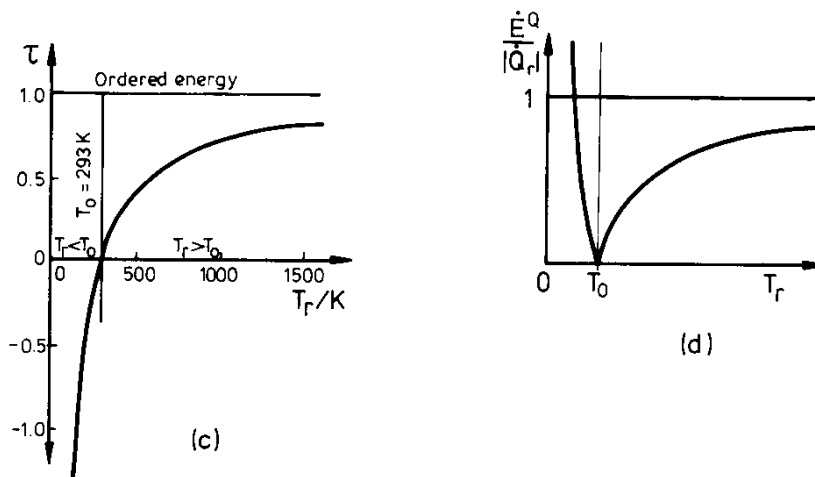 τ
Ordered energy
1.0
0.5
0
-0.5
-1.0
T₀ = 293 K
Tᵣ<T₀
Tᵣ>T₀,
0 500 1000 1500
Tᵣ/K
(c)
Ė^Q
|Q̇ᵣ|
1
0 T₀ Tᵣ
(d)